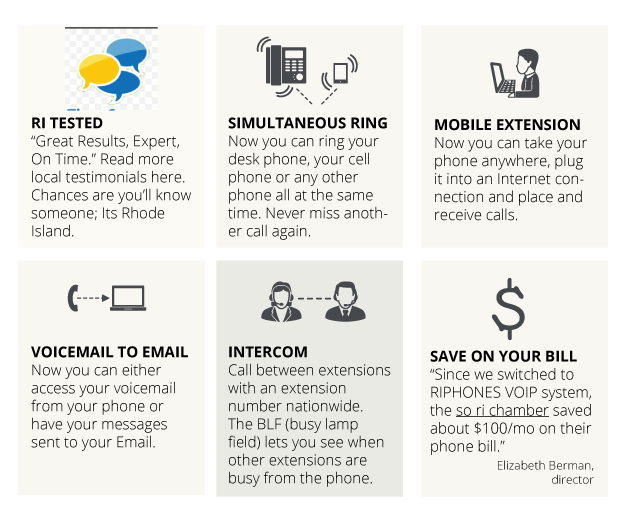 RI TESTED
“Great Results, Expert,
On Time.” Read more
local testimonials here.
Chances are you’ll know
someone; Its Rhode
Island.
SIMULTANEOUS RING
Now you can ring your
desk phone, your cell
phone or any other
phone all at the same
time. Never miss anoth-
er call again.
MOBILE EXTENSION
Now you can take your
phone anywhere, plug
it into an Internet con-
nection and place and
receive calls.
VOICEMAIL TO EMAIL
Now you can either
access your voicemail
from your phone or
have your messages
sent to your Email.
INTERCOM
Call between extensions
with an extension
number nationwide.
The BLF (busy lamp
field) lets you see when
other extensions are
busy from the phone.
SAVE ON YOUR BILL
“Since we switched to
RIPHONES VOIP system,
the so ri chamber saved
about $100/mo on their
phone bill.”
Elizabeth Berman,
director